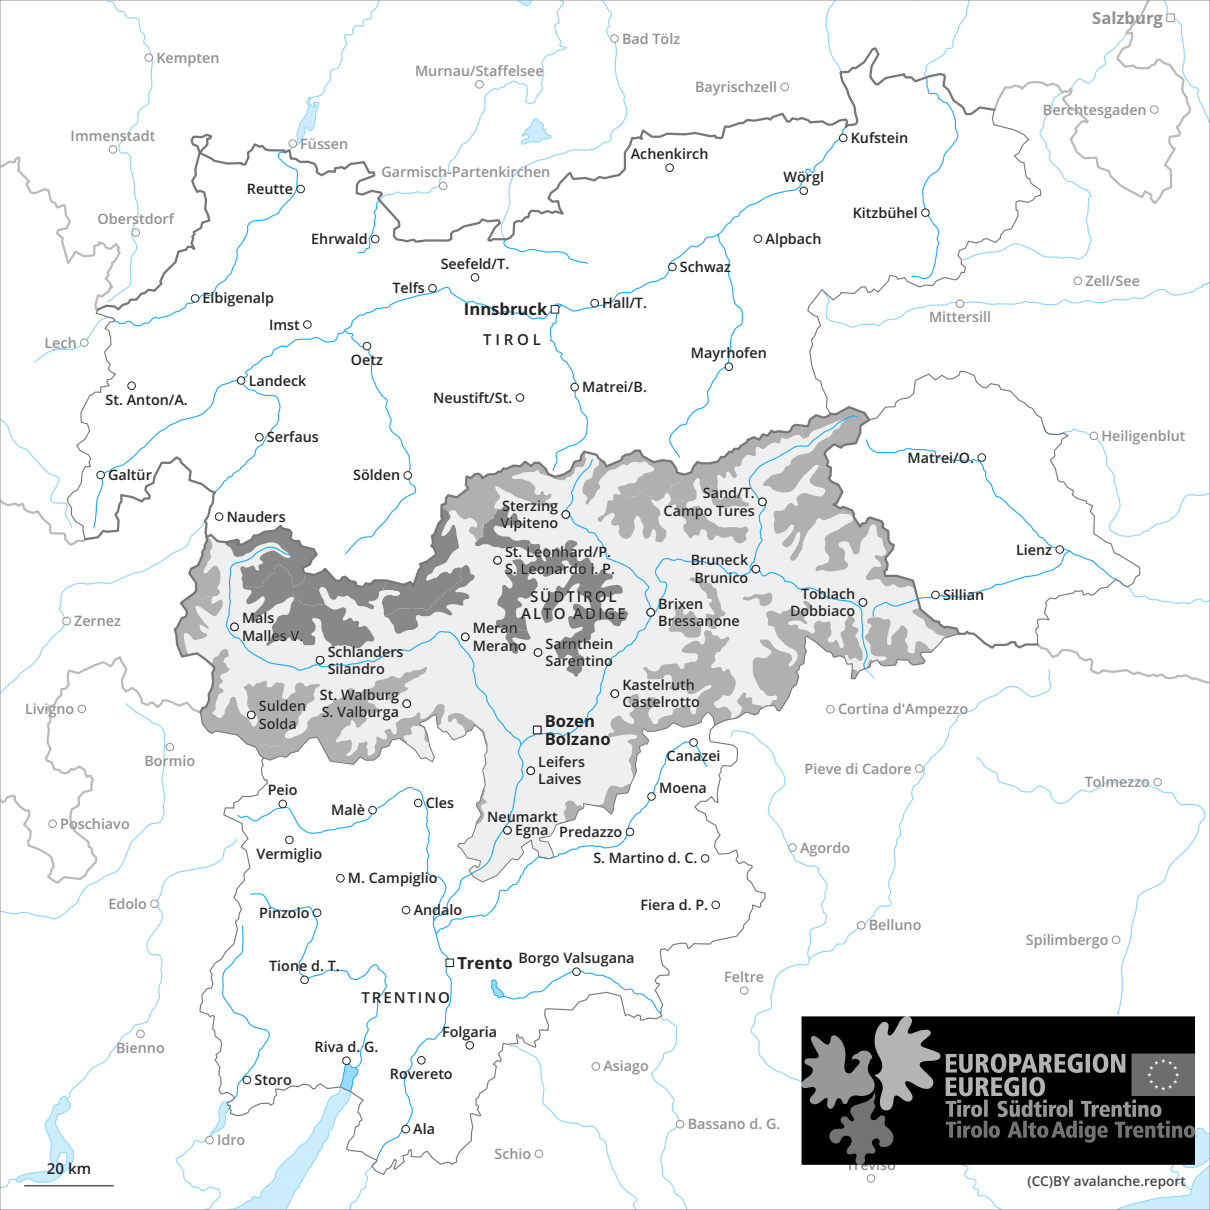 Salzburg
Kempten
Bad Tölz
Murnau/Staffelsee
Bayrischzell
Berchtesgaden
Immenstadt
Füssen
Kufstein
Achenkirch
Garmisch-Partenkirchen
Wörgl
Reutte
Oberstdorf
Kitzbühel
Ehrwald
Alpbach
Seefeld/T.
Schwaz
Zell/See
Telfs
Elbigenalp
Hall/T.
Innsbruck
Mittersill
Imst
TIROL
Lech
Oetz
Mayrhofen
Landeck
Matrei/B.
St. Anton/A.
Neustift/St.
Serfaus
Heiligenblut
Matrei/O.
Galtür
Sölden
Sand/T.
Campo Tures
Sterzing
Vipiteno
Nauders
St. Leonhard/P.
S. Leonardo i. P.
Lienz
Bruneck
Brunico
SÜDTIROL
ALTO ADIGE
Toblach
Dobbiaco
Sillian
Brixen
Bressanone
Zernez
Mals
Malles V.
Meran
Merano
Sarnthein
Sarentino
Schlanders
Silandro
Kastelruth
Castelrotto
St. Walburg
S. Valburga
Sulden
Solda
Livigno
Cortina d'Ampezzo
Bozen
Bolzano
Canazei
Bormio
Leifers
Laives
Pieve di Cadore
Tolmezzo
Peio
Moena
Malè
Cles
Neumarkt
Egna
Predazzo
Poschiavo
Vermiglio
Agordo
S. Martino d. C.
M. Campiglio
Edolo
Pinzolo
Andalo
Fiera d. P.
Belluno
Spilimbergo
Trento
Borgo Valsugana
Tione d. T.
Feltre
TRENTINO
Folgaria
Bienno
Riva d. G.
Rovereto
Asiago
Storo
EUROPAREGION
EUREGIO
Tirol Südtirol Trentino
Tirolo Alto Adige Trentino
Bassano d. G.
Ala
Idro
Schio
Treviso
20 km
(CC)BY avalanche.report